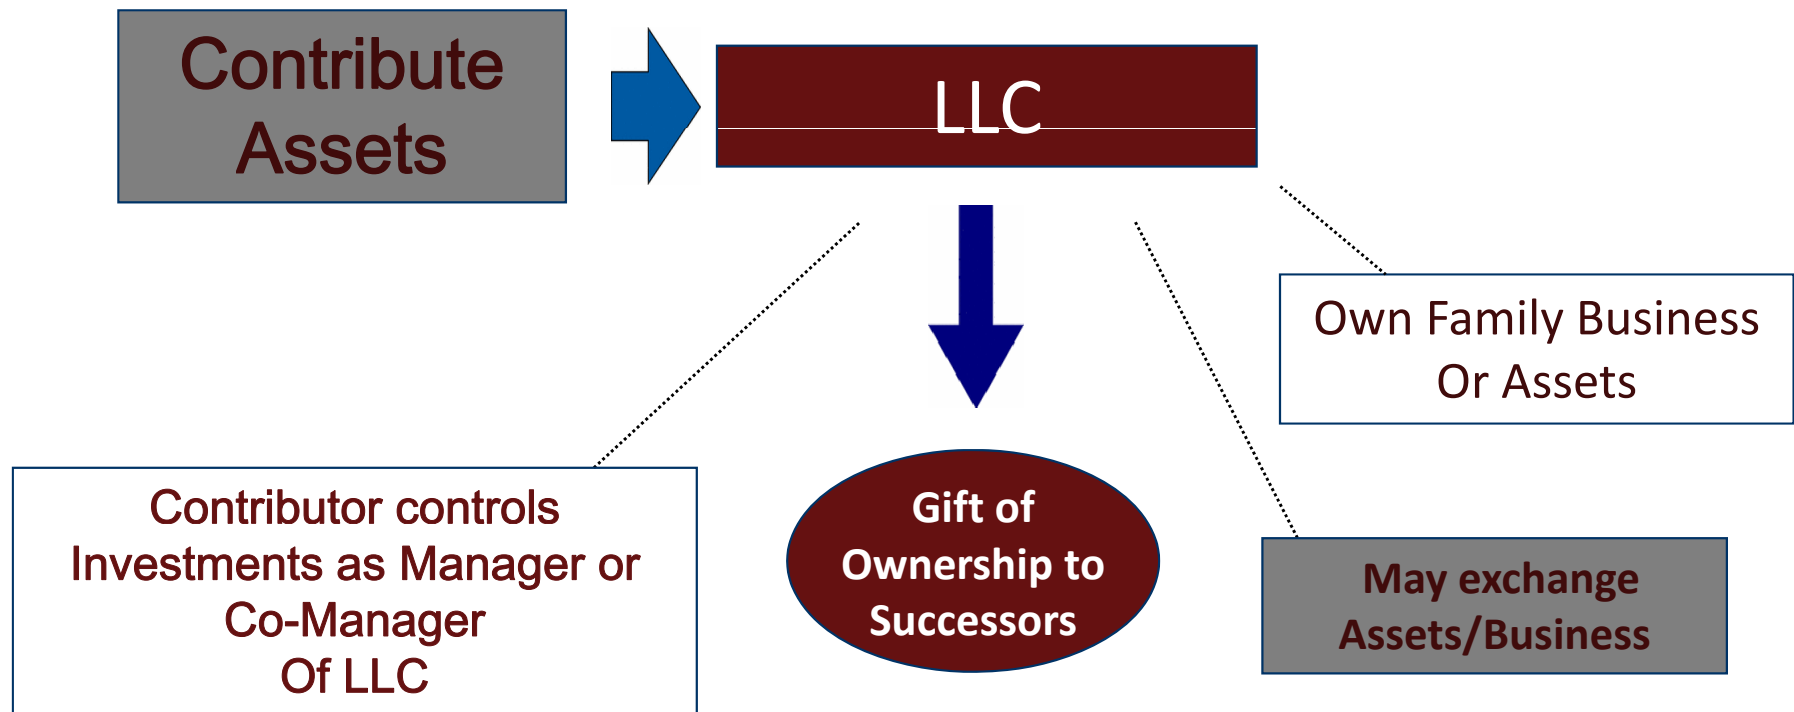 Contribute
Assets
LLC
Own Family Business
Or Assets
Contributor controls
Investments as Manager or
Co-Manager
Of LLC
Gift of
Ownership to
Successors
May exchange
Assets/Business